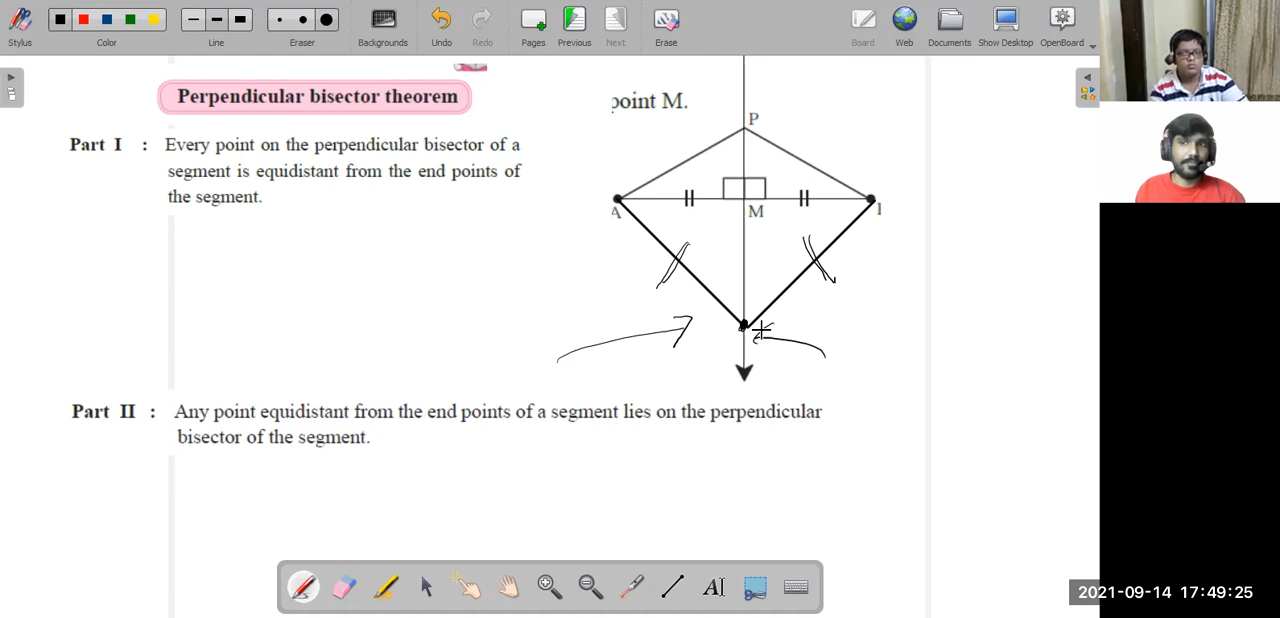 Stylus
Color
Line
Eraser
Backgrounds
Undo
Redo
Pages
Previous
Next
Erase
Board
Web
Documents
Show Desktop
OpenBoard
Perpendicular bisector theorem
point M.
Part I : Every point on the perpendicular bisector of a
segment is equidistant from the end points of
the segment.
P
A
M
Part II : Any point equidistant from the end points of a segment lies on the perpendicular
bisector of the segment.
AI
2021-09-14 17:49:25